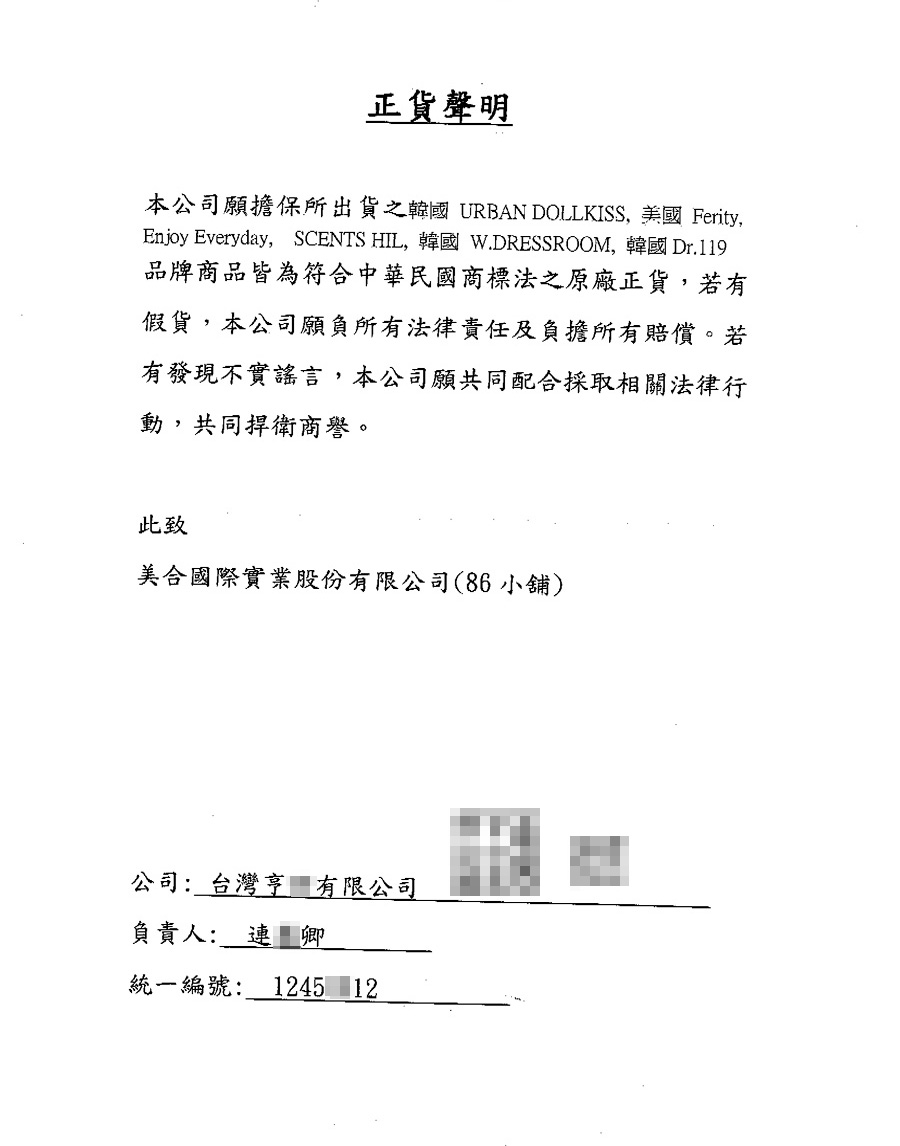 正貨聲明
本公司願擔保所出貨之韓國 URBAN DOLLKISS, 美國 Ferity,
Enjoy Everyday, SCENTS HIL, 韓國 W.DRESSROOM, 韓國 Dr.119
品牌商品皆為符合中華民國商標法之原廠正貨，若有
假貨，本公司願負所有法律責任及負擔所有賠償。若
有發現不實謠言，本公司願共同配合採取相關法律行
動，共同捍衛商譽。
此致
美合國際實業股份有限公司(86 小舖)
公司: 台灣亨 有限公司
負責人: 連 卿
統一編號: 1245 12